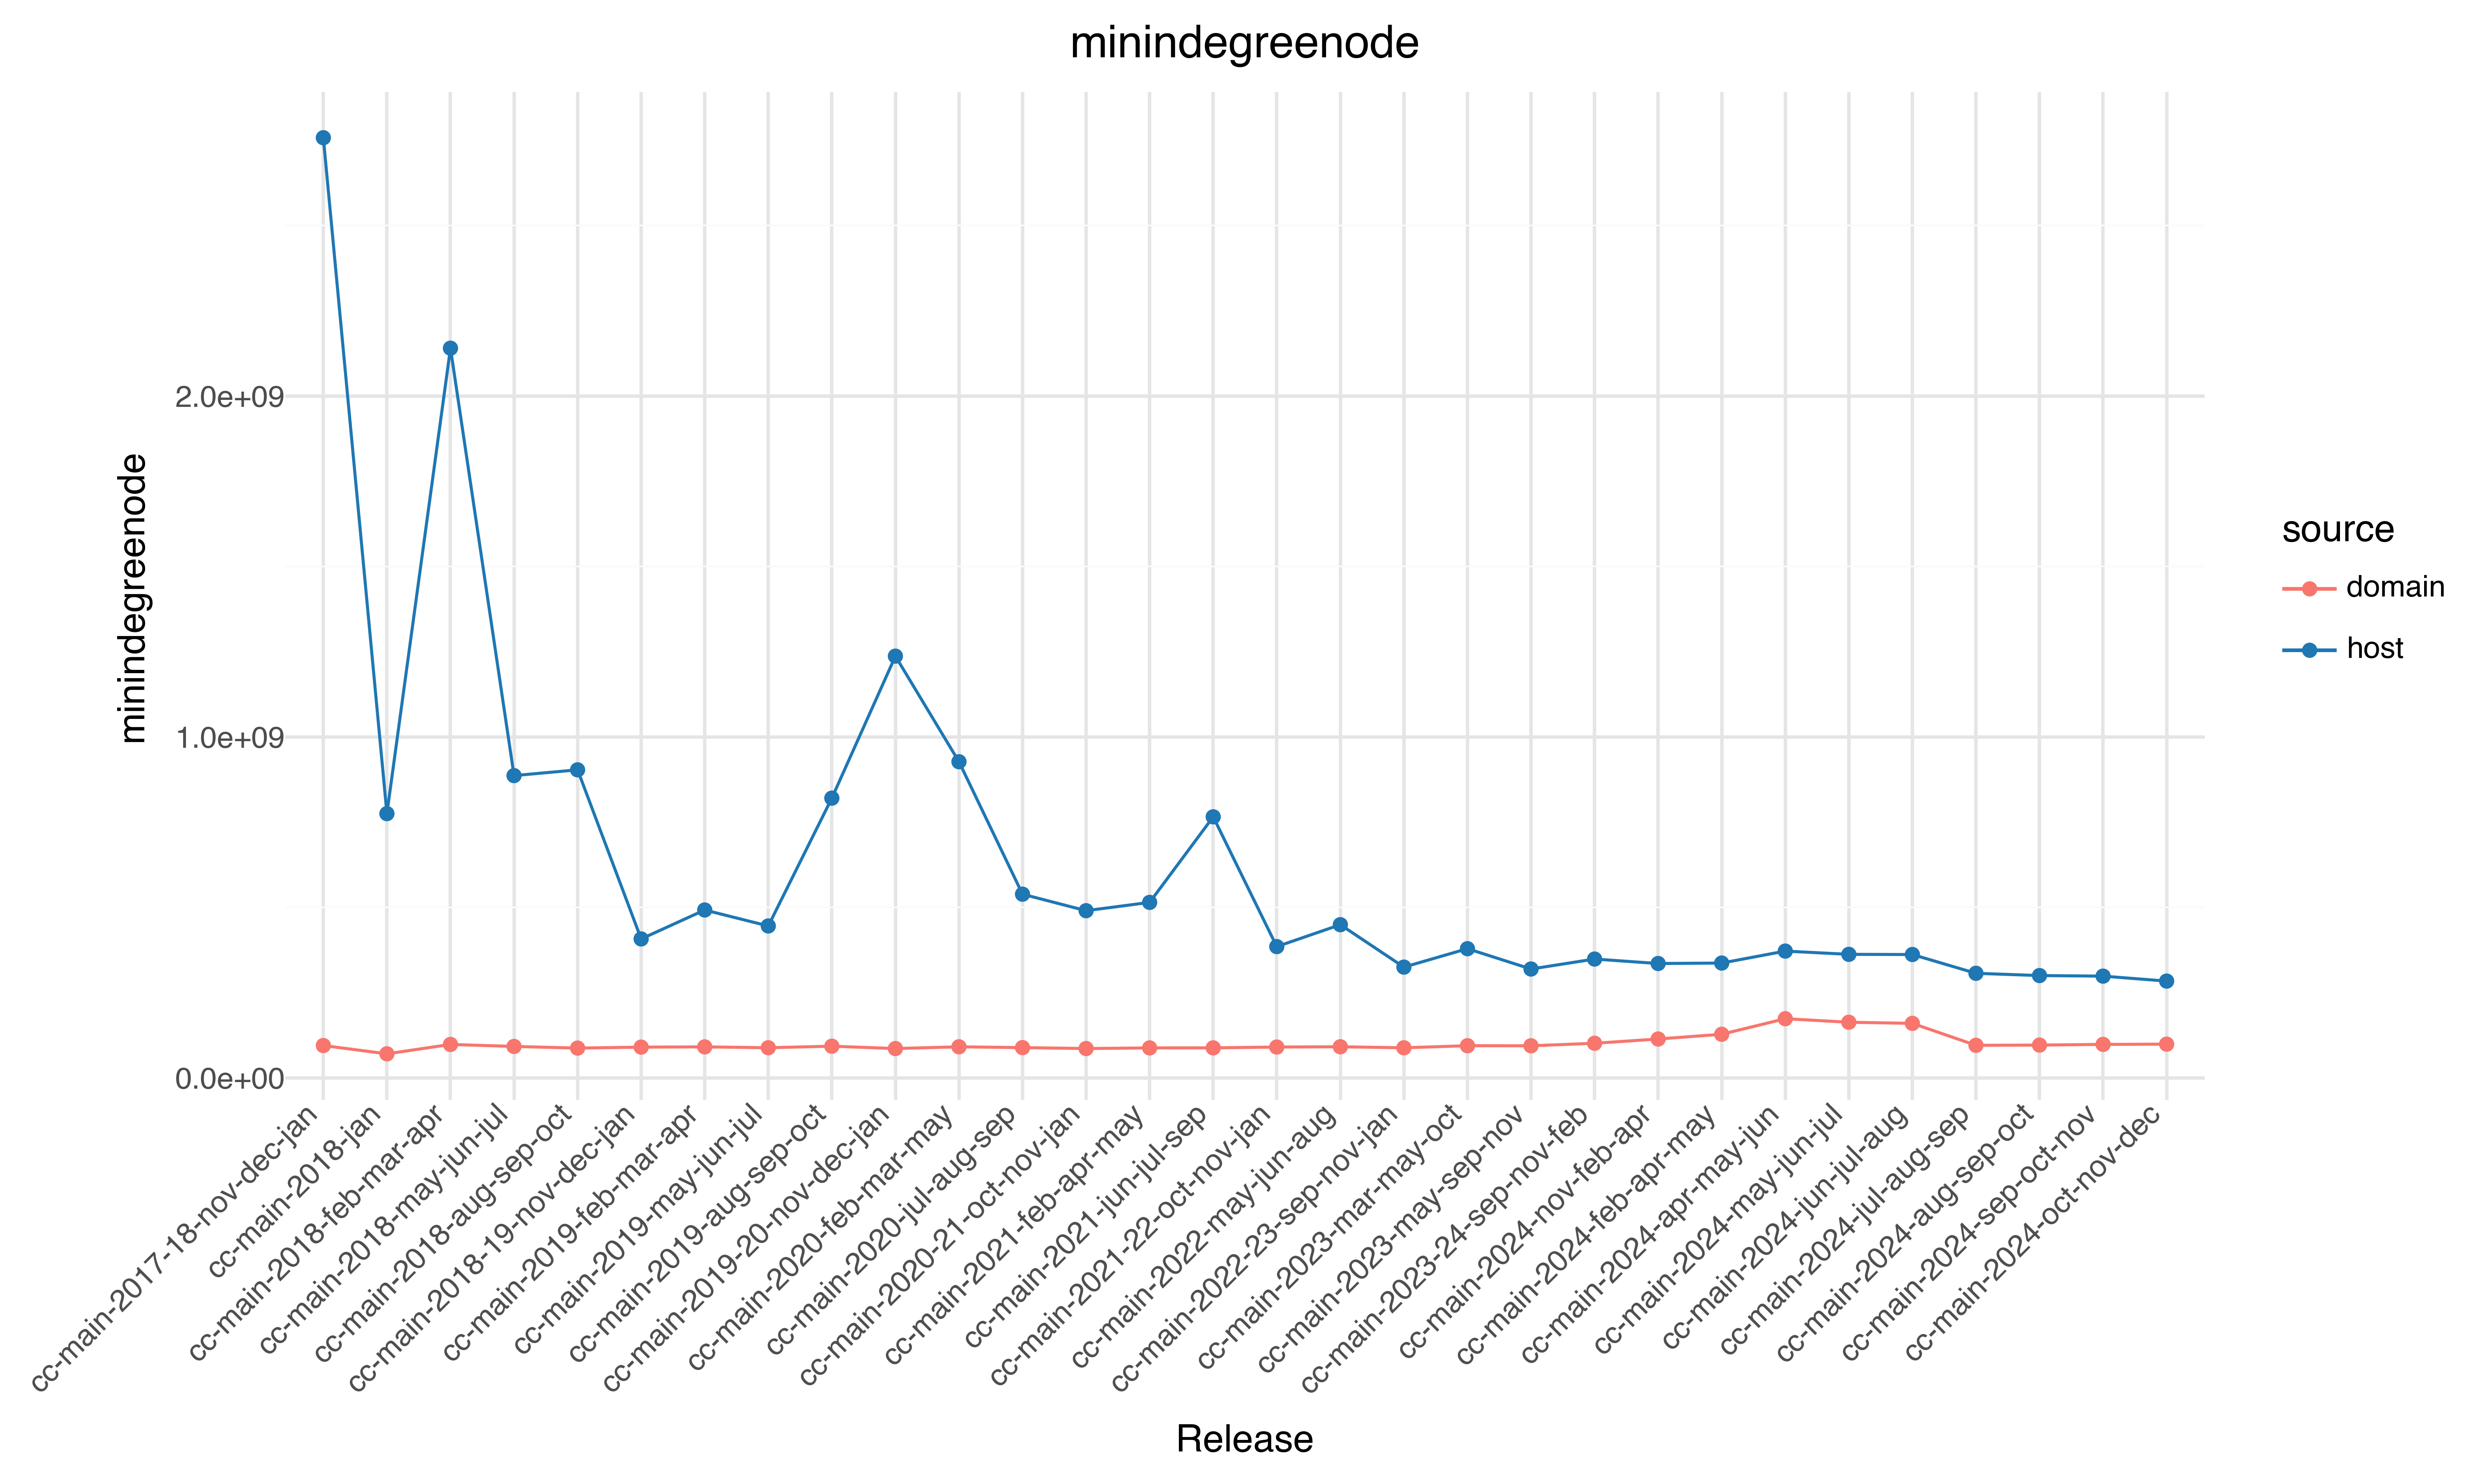 minindegreenode
minindegreenode
2.0e+09
1.0e+09
0.0e+00
source
domain
host
cc-main-2017-18-nov-dec-jan
cc-main-2018-jan
cc-main-2018-feb-mar-apr
cc-main-2018-may-jun-jul
cc-main-2018-aug-sep-oct
cc-main-2018-19-nov-dec-jan
cc-main-2019-feb-mar-apr
cc-main-2019-may-jun-jul
cc-main-2019-aug-sep-oct
cc-main-2019-20-nov-dec-jan
cc-main-2020-feb-mar-may
cc-main-2020-jul-aug-sep
cc-main-2020-21-oct-nov-jan
cc-main-2021-feb-apr-may
cc-main-2021-jun-jul-sep
cc-main-2021-22-oct-nov-jan
cc-main-2022-may-jun-aug
cc-main-2022-23-sep-nov-jan
cc-main-2023-mar-may-oct
cc-main-2023-may-sep-nov
cc-main-2023-24-sep-nov-feb
cc-main-2024-nov-feb-apr
cc-main-2024-feb-apr-may
cc-main-2024-apr-may-jun
cc-main-2024-may-jun-jul
cc-main-2024-jun-jul-aug
cc-main-2024-jul-aug-sep
cc-main-2024-aug-sep-oct
cc-main-2024-sep-oct-nov
cc-main-2024-oct-nov-dec
Release